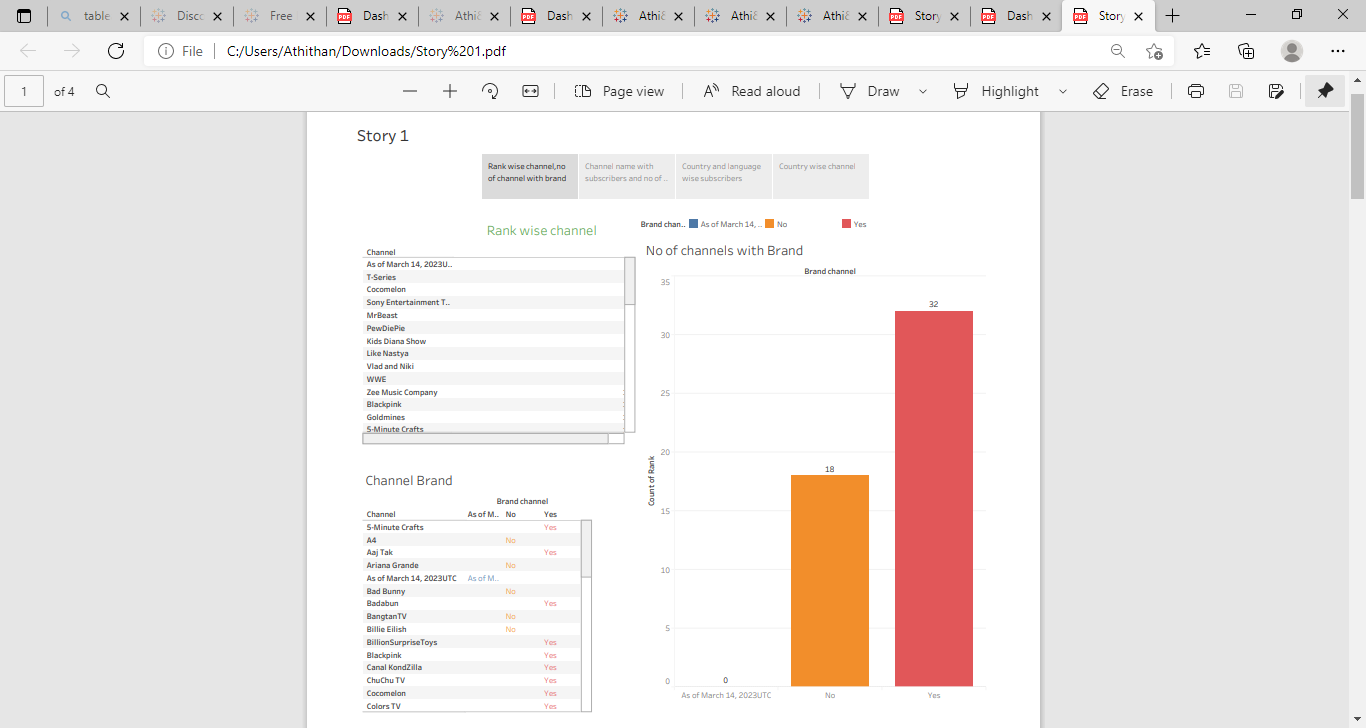 table
Disco
Free
Dash
Athi&
Dash
Athi&
Athi&
Athi&
Story
Dash
Story
File
C:/Users/Athithan/Downloads/Story%201.pdf
1 of 4
Page view
Read aloud
Draw
Highlight
Erase
Story 1
Rank wise channel,no
of channel with brand
Channel name with
subscribers and no of ..
Country and language
wise subscribers
Country wise channel
Rank wise channel
Channel
As of March 14, 2023U..
T-Series
Cocomelon
Sony Entertainment T..
MrBeast
PewDiePie
Kids Diana Show
Like Nastya
Vlad and Niki
WWE
Zee Music Company
Blackpink
Goldmines
5-Minute Crafts
Brand chan.. As of March 14, .. No Yes
No of channels with Brand
Brand channel
Count of Rank
35
30
25
20
15
10
5
0
0
18
32
As of March 14, 2023UTC No Yes
Channel Brand
Brand channel
Channel As of M.. No Yes
5-Minute Crafts Yes
A4 No
Aaj Tak Yes
Ariana Grande No
As of March 14, 2023UTC As of M..
Bad Bunny No
Badabun Yes
BangtanTV No
Billie Eilish No
BillionSurpriseToys Yes
Blackpink Yes
Canal KondZilla Yes
ChuChu TV Yes
Cocomelon Yes
Colors TV Yes